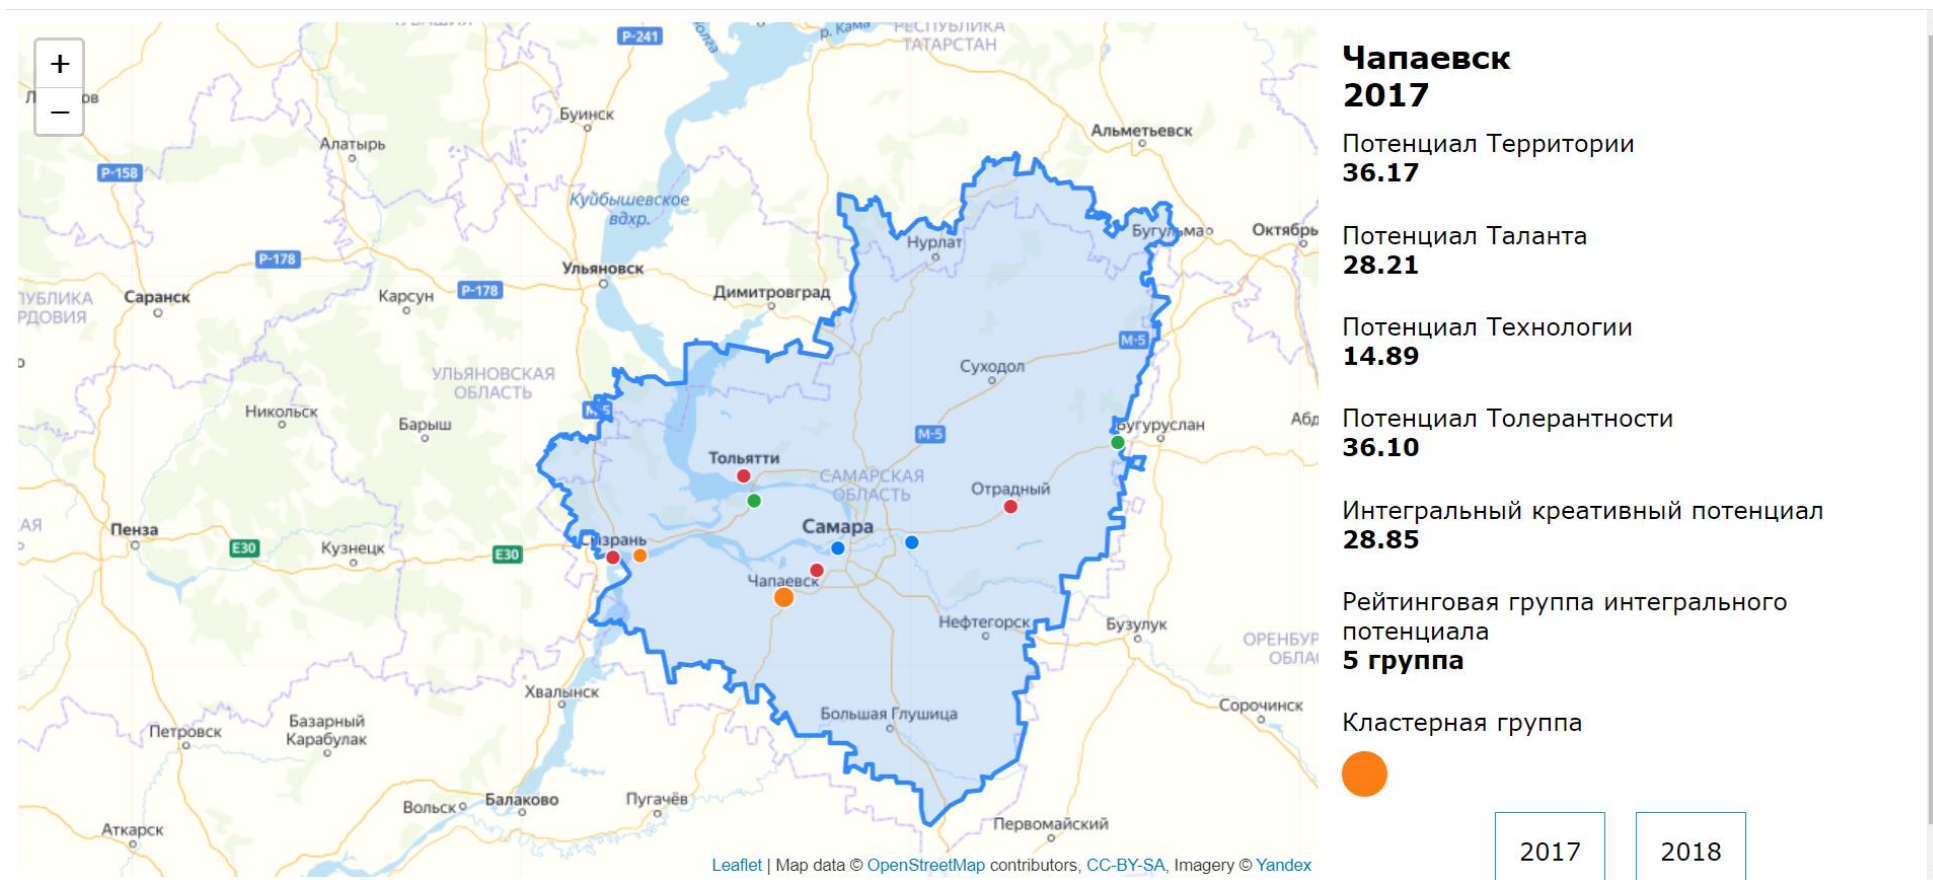 +
−
Р-241
РЕСПУБЛИКА
ТАТАРСТАН
р. Кама
Буинск
Алатырь
Альметьевск
Р-158
Куйбышевское
вдхр.
Нурлат
Бугульма
Октябрь
Р-178
Ульяновск
Саранск
Карсун
Р-178
Димитровград
М-5
Суходол
УЛЬЯНОВСКАЯ
ОБЛАСТЬ
Никольск
Барыш
М-5
М-5
Бугуруслан
Абд
Тольятти
САМАРСКАЯ
ОБЛАСТЬ
Отрадный
Пенза
Самара
Сызрань
Е30
Кузнецк
Е30
Чапаевск
Нефтегорск
Бузулук
ОРЕНБУР
ОБЛА
Хвалынск
Сорочинск
Большая Глушица
Петровск
Базарный
Карабулак
Вольск
Балаково
Пугачёв
Аткарск
Первомайский
Leaflet | Map data © OpenStreetMap contributors, CC-BY-SA, Imagery © Yandex
Чапаевск
2017
Потенциал Территории
36.17
Потенциал Таланта
28.21
Потенциал Технологии
14.89
Потенциал Толерантности
36.10
Интегральный креативный потенциал
28.85
Рейтинговая группа интегрального
потенциала
5 группа
Кластерная группа
2017
2018